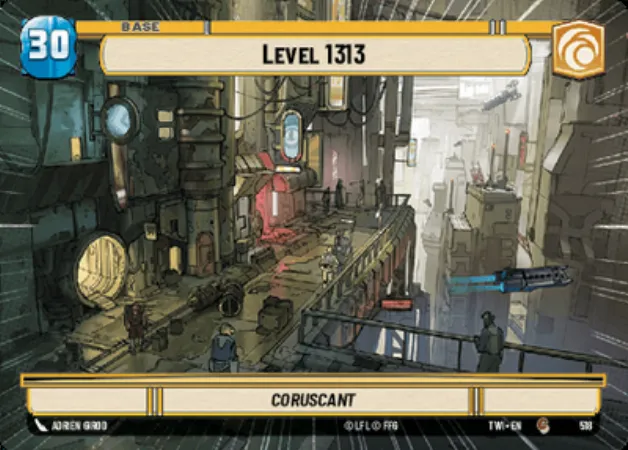 30
BASE
LEVEL 1313
CORUSCANT
ADRIEN GIROD
© LFL © FFG
TWI • EN
518